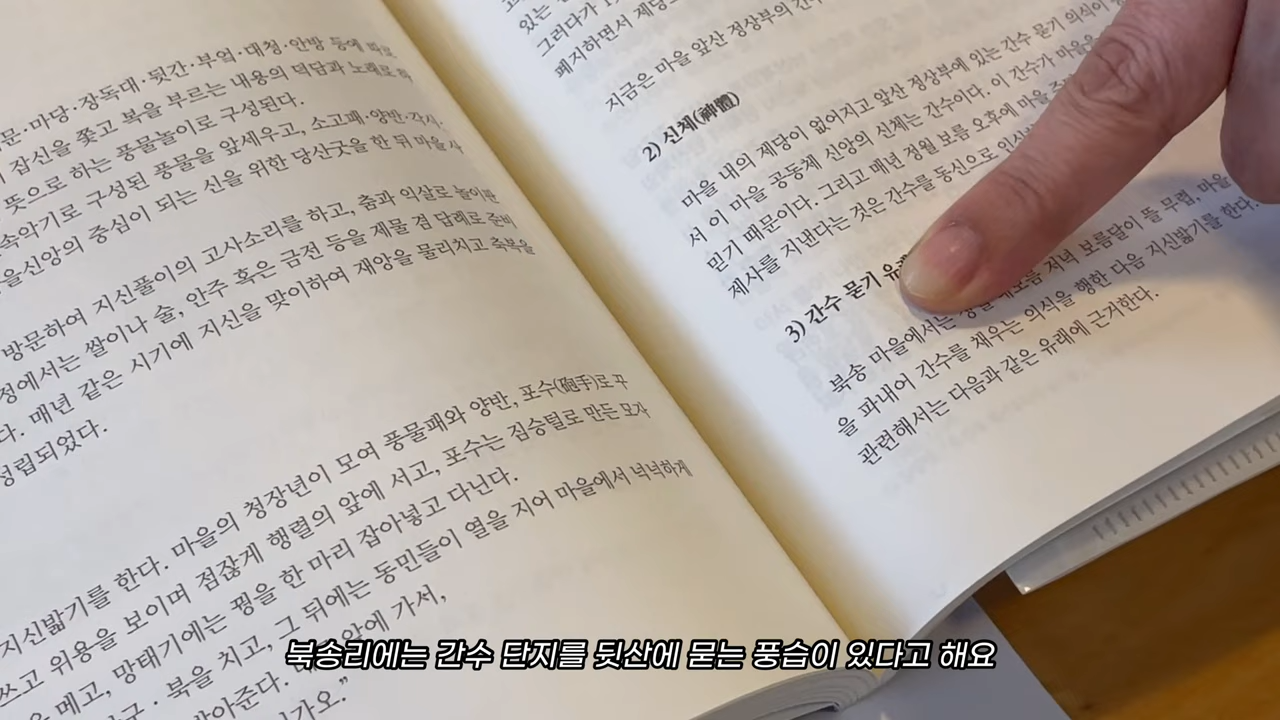 문·마당·장독대·뒷간·부엌·대청·안방 등에
잡신을 쫓고 복을 부르는 내용의 덕담과 노래로
뜻으로 하는 풍물놀이로 구성된다.
속악기로 구성된 풍물을 앞세우고, 소고패·양반·각시·
을신앙의 중심이 되는 신을 위한 당산굿을 한 뒤 마을
방문하여 지신풀이의 고사소리를 하고, 춤과 익살로
정에서는 쌀이나 술, 안주 혹은 금전 등을 제물 겸 답례로 준비
다. 매년 같은 시기에 지신을 맞이하여 재앙을 물리치고 축복을
정립되었다.
지신밟기를 한다. 마을의 청장년이 모여 풍물패와 양반, 포수(砲手)로 꾸
쓰고 위용을 보이며 점잖게 행렬의 앞에 서고, 포수는 짐승털로 만든 모자
을 메고, 망태기에는 꿩을 한 마리 잡아넣고 다닌다.
북을 치고, 그 뒤에는 동민들이 열을 지어 마을에서 넉넉하게
앞에 가서,
있는
그러다가
폐지하면서 제당
지금은 마을 앞산 정상부의 간수
2) 신체(神體)
마을 내의 제당이 없어지고 앞산 정상부에 있는 간수 묻기 의식이
서 이 마을 공동체 신앙의 신체는 간수이다. 이 간수가 마을을
믿기 때문이다. 그리고 매년 정월 보름 오후에 마을
제사를 지낸다는 것은 간수를 동신으로
3) 간수 묻기
북송 마을에서는 저녁 보름달이 뜰 무렵, 마을
을 파내어 간수를 채우는 의식을 행한 다음 지신밟기를 한다.
관련해서는 다음과 같은 유래에 근거한다.
북송리에는 간수 단지를 뒷산에 묻는 풍습이 있다고 해요